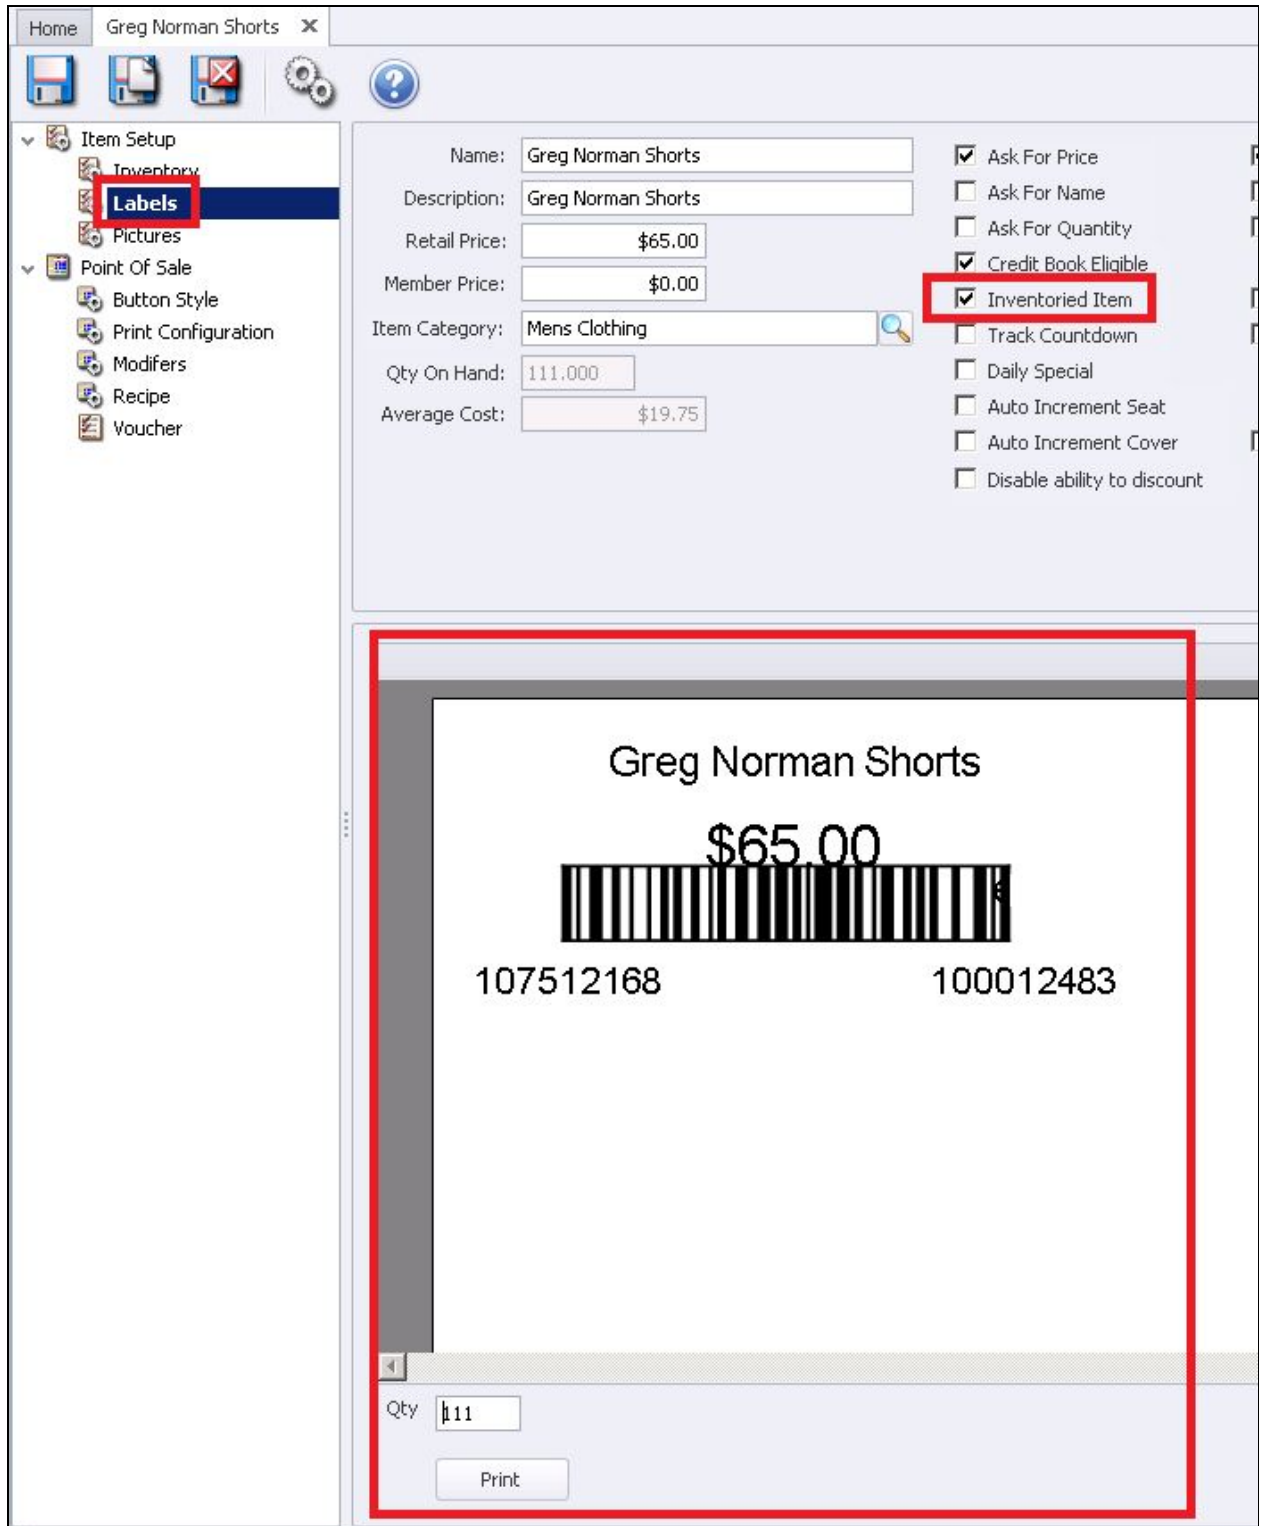 Home
Greg Norman Shorts
Item Setup
Inventory
Labels
Pictures
Point Of Sale
Button Style
Print Configuration
Modifers
Recipe
Voucher
Name: Greg Norman Shorts
Description: Greg Norman Shorts
Retail Price: $65.00
Member Price: $0.00
Item Category: Mens Clothing
Qty On Hand: 111.000
Average Cost: $19.75
Ask For Price
Ask For Name
Ask For Quantity
Credit Book Eligible
Inventoried Item
Track Countdown
Daily Special
Auto Increment Seat
Auto Increment Cover
Disable ability to discount
Greg Norman Shorts
$65.00
107512168 100012483
Qty 111
Print